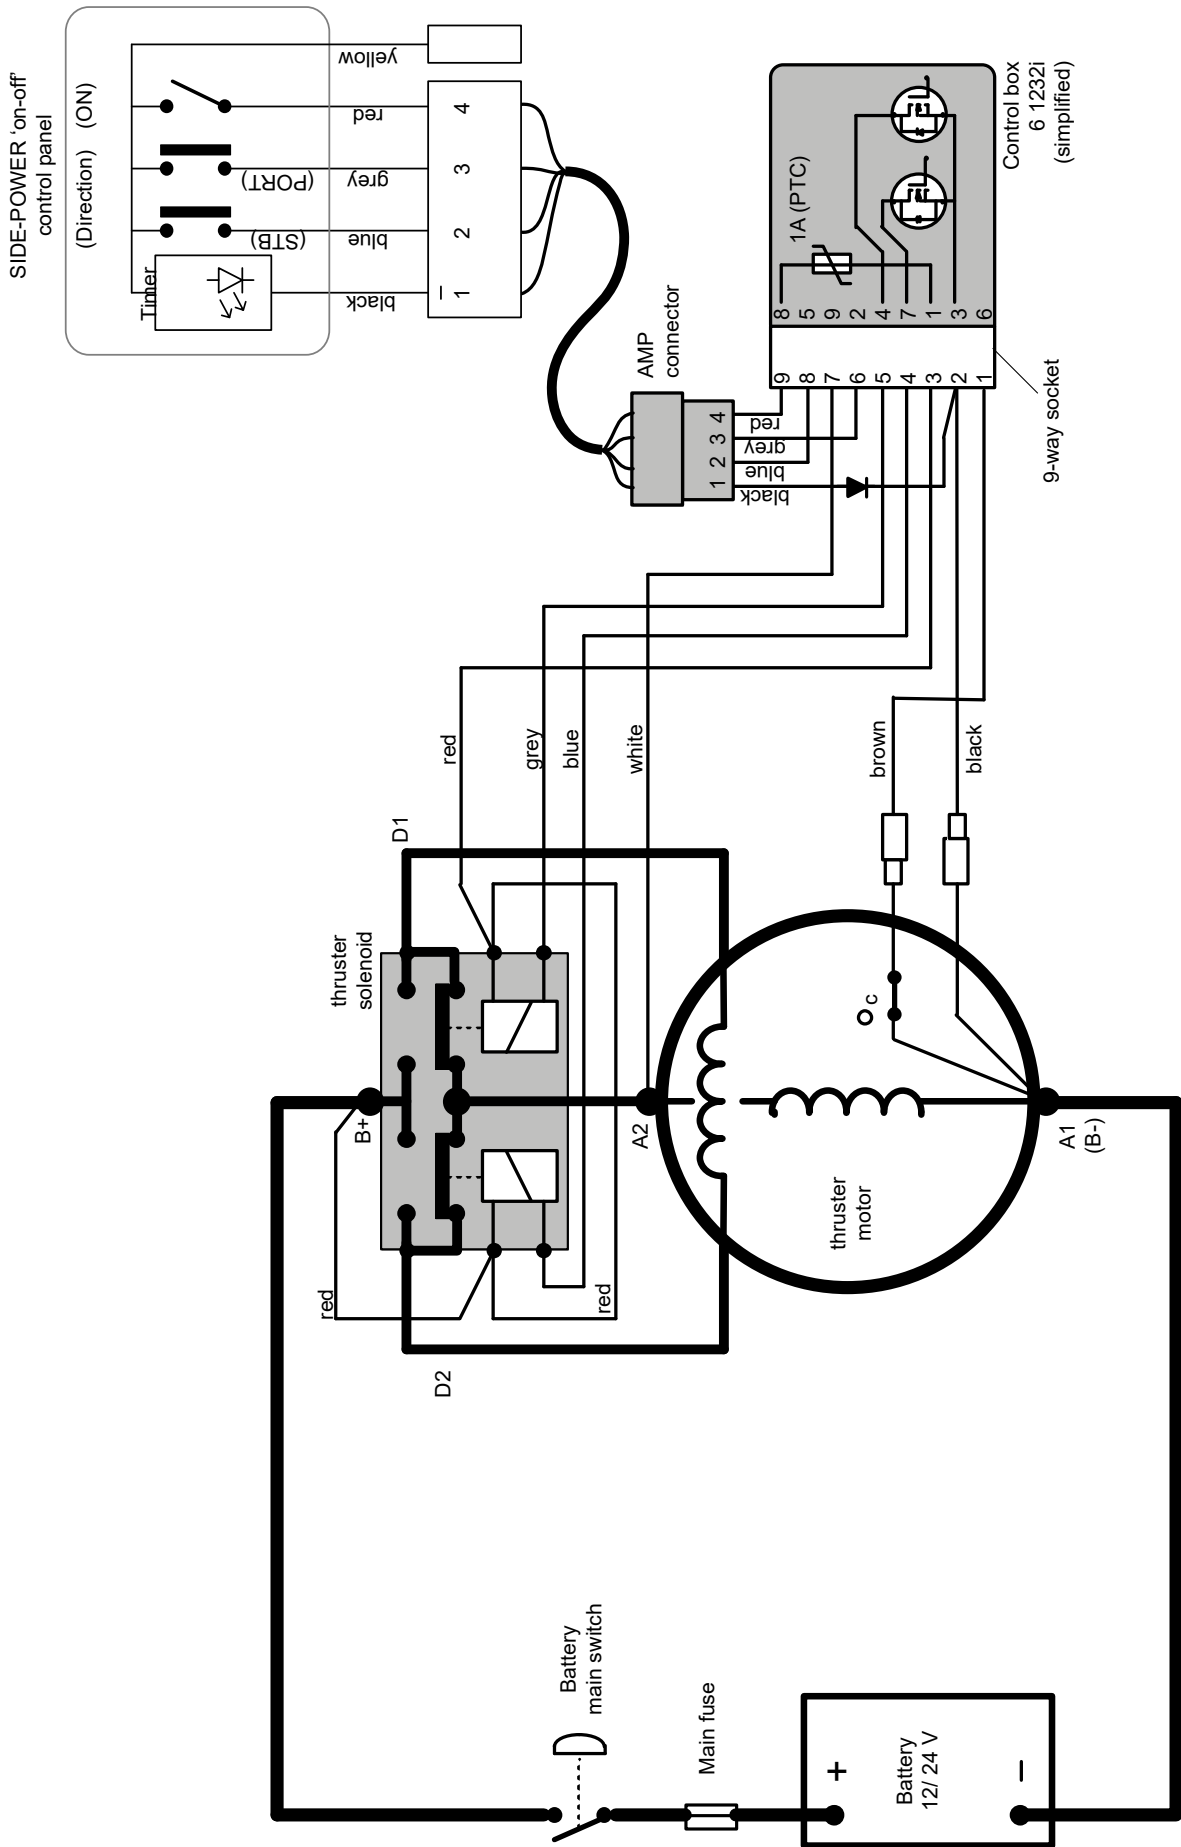 SIDE-POWER 'on-off'
control panel
(Direction) (ON)
Timer
(STB)
(PORT)
black
blue
grey
red
yellow
1
2
3
4
–
AMP
connector
1 2 3 4
black
blue
grey
red
1A (PTC)
8
5
9
2
4
7
1
3
6
9
8
7
6
5
4
3
2
1
Control box
6 1232i
(simplified)
9-way socket
red
grey
blue
white
brown
black
thruster
solenoid
D1
D2
B+
red
red
A2
A1
(B-)
°c
thruster
motor
Battery
main switch
Main fuse
+
–
Battery
12/ 24 V